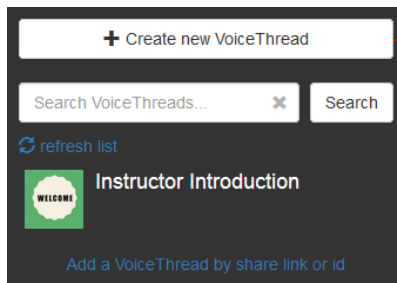 + Create new VoiceThread
Search VoiceThreads... ✖ Search
refresh list
WELCOME Instructor Introduction
Add a VoiceThread by share link or id